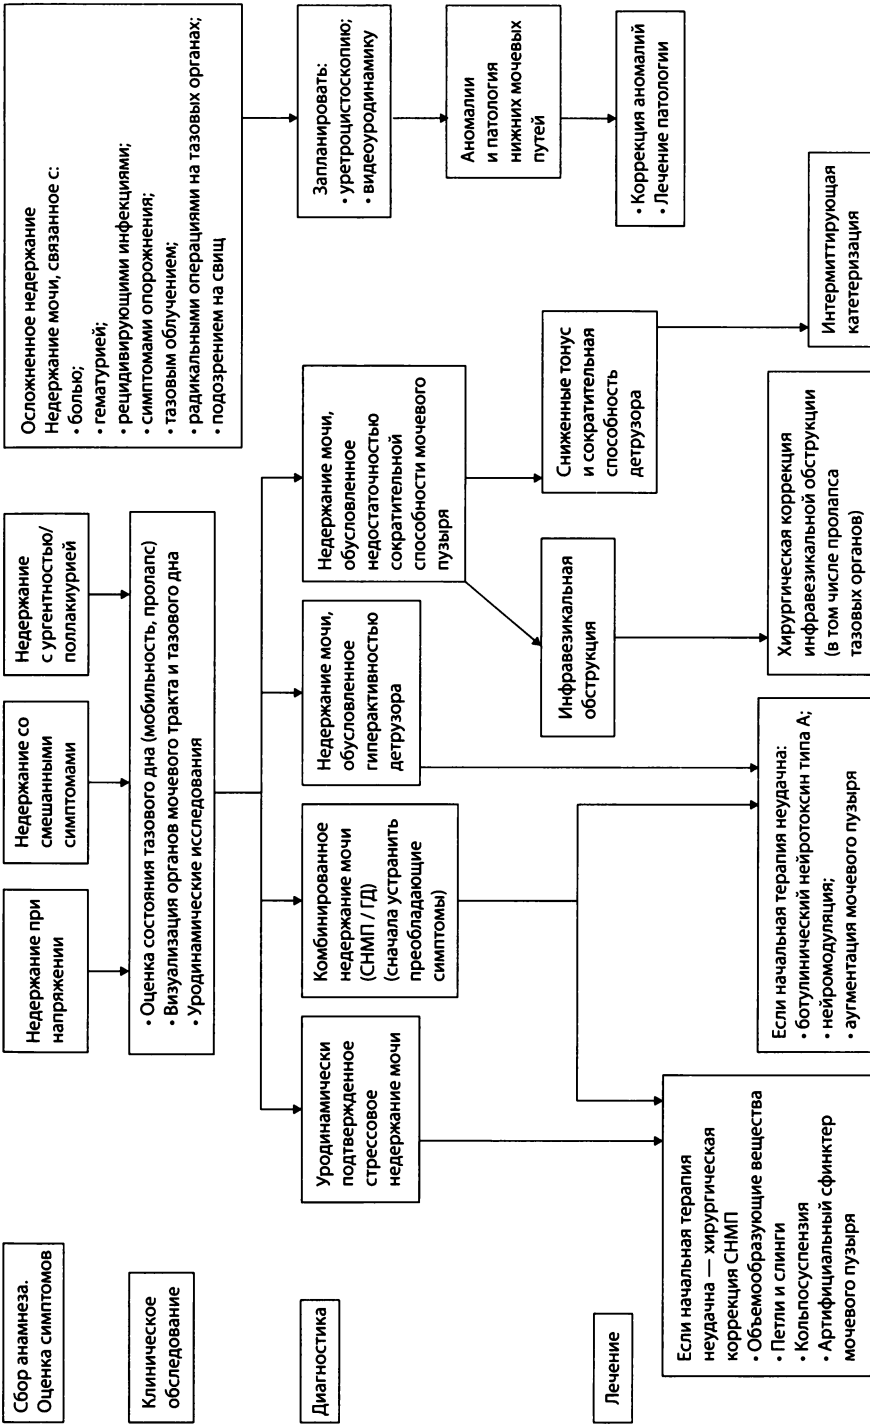 Сбор анамнеза.
Оценка симптомов
Недержание при
напряжении
Недержание со
смешанными
симптомами
Недержание
с ургентностью/
поллакиурией
Осложненное недержание
Недержание мочи, связанное с:
• болью;
• гематурией;
• рецидивирующими инфекциями;
• симптомами опорожнения;
• тазовым облучением;
• радикальными операциями на тазовых органах;
• подозрением на свищ
Клиническое
обследование
• Оценка состояния тазового дна (мобильность, пролапс)
• Визуализация органов мочевого тракта и тазового дна
• Уродинамические исследования
Запланировать:
• уретроцистоскопию;
• видеоуродинамику
Диагностика
Уродинамически
подтвержденное
стрессовое
недержание мочи
Комбинированное
недержание мочи
(СНМП / ГД)
(сначала устранить
преобладающие
симптомы)
Недержание мочи,
обусловленное
гиперактивностью
детрузора
Недержание мочи,
обусловленное
недостаточностью
сократительной
способности мочевого
пузыря
Аномалии
и патология
нижних мочевых
путей
Инфравезикальная
обструкция
Сниженные тонус
и сократительная
способность
детрузора
Лечение
Если начальная терапия
неудачна — хирургическая
коррекция СНМП
• Объемообразующие вещества
• Петли и слинги
• Кольпосуспензия
• Артифициальный сфинктер
мочевого пузыря
Если начальная терапия неудачна:
• ботулинический нейротоксин типа А;
• нейромодуляция;
• аугментация мочевого пузыря
Хирургическая коррекция
инфравезикальной обструкции
(в том числе пролапса
тазовых органов)
Интермиттирующая
катетеризация
• Коррекция аномалий
• Лечение патологии